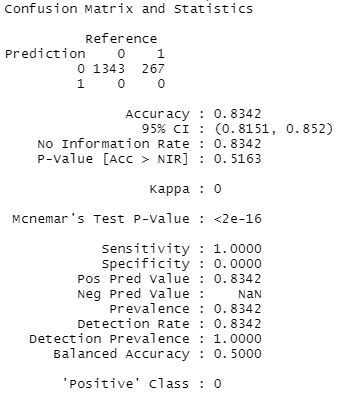 Confusion Matrix and Statistics
Reference
Prediction 0 1
0 1343 267
1 0 0
Accuracy : 0.8342
95% CI : (0.8151, 0.852)
No Information Rate : 0.8342
P-Value [Acc > NIR] : 0.5163
Kappa : 0
Mcnemar's Test P-Value : <2e-16
Sensitivity : 1.0000
Specificity : 0.0000
Pos Pred Value : 0.8342
Neg Pred Value : NaN
Prevalence : 0.8342
Detection Rate : 0.8342
Detection Prevalence : 1.0000
Balanced Accuracy : 0.5000
'Positive' Class : 0